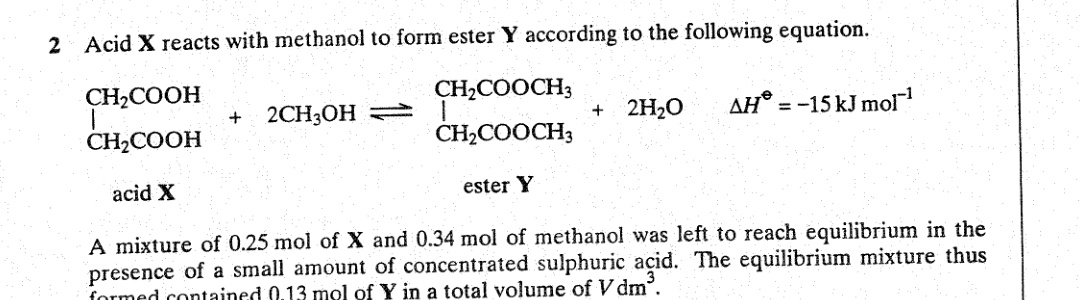 2 Acid X reacts with methanol to form ester Y according to the following equation.
CH₂COOH
|
CH₂COOH
+ 2CH₃OH ⇌
CH₂COOCH₃
|
CH₂COOCH₃
+ 2H₂O ΔH⦵ = −15 kJ mol⁻¹
acid X
ester Y
A mixture of 0.25 mol of X and 0.34 mol of methanol was left to reach equilibrium in the
presence of a small amount of concentrated sulphuric acid. The equilibrium mixture thus
formed contained 0.13 mol of Y in a total volume of V dm³.